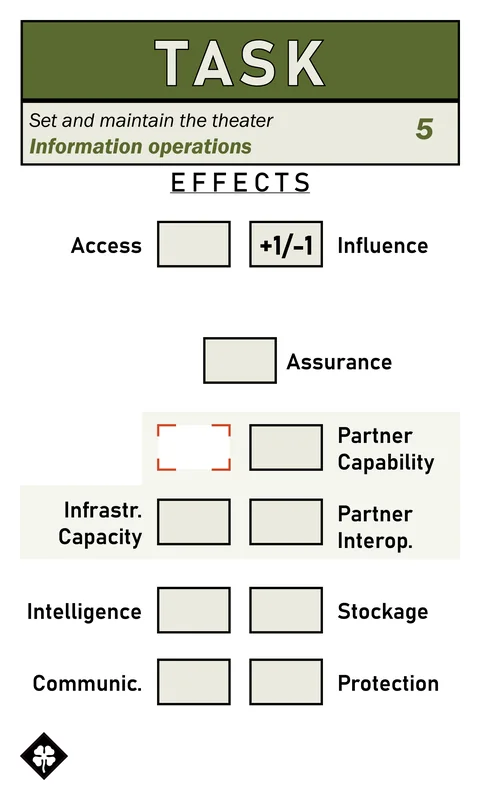 TASK
Set and maintain the theater
Information operations
5
EFFECTS
Access
+1/-1
Influence
Assurance
Partner
Capability
Infrastr.
Capacity
Partner
Interop.
Intelligence
Stockage
Communic.
Protection